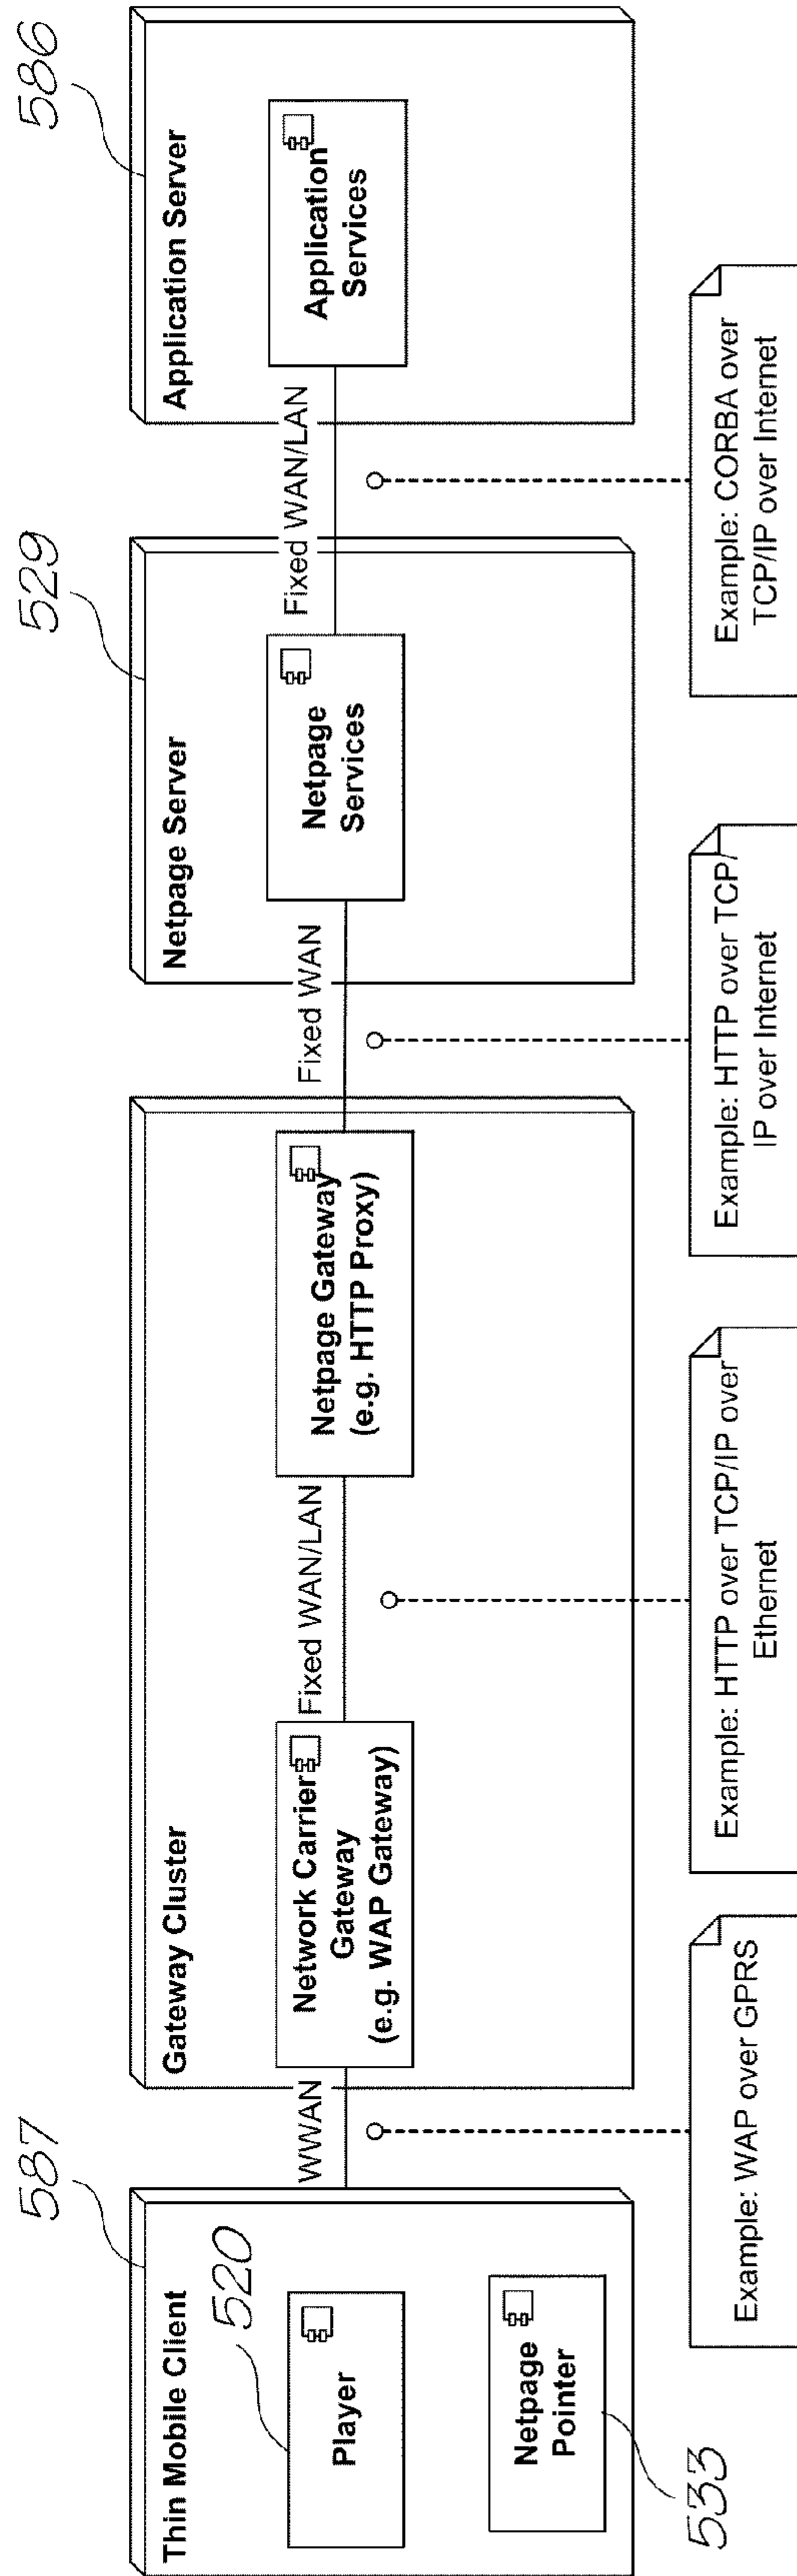 587
Thin Mobile Client
Player
520
Netpage
Pointer
533
WWAN
Example: WAP over GPRS
Gateway Cluster
Network Carrier
Gateway
(e.g. WAP Gateway)
Fixed WAN/LAN
Example: HTTP over TCP/IP over
Ethernet
Netpage Gateway
(e.g. HTTP Proxy)
Fixed WAN
Example: HTTP over TCP/
IP over Internet
529
Netpage Server
Netpage
Services
Fixed WAN/LAN
Example: CORBA over
TCP/IP over Internet
586
Application Server
Application
Services